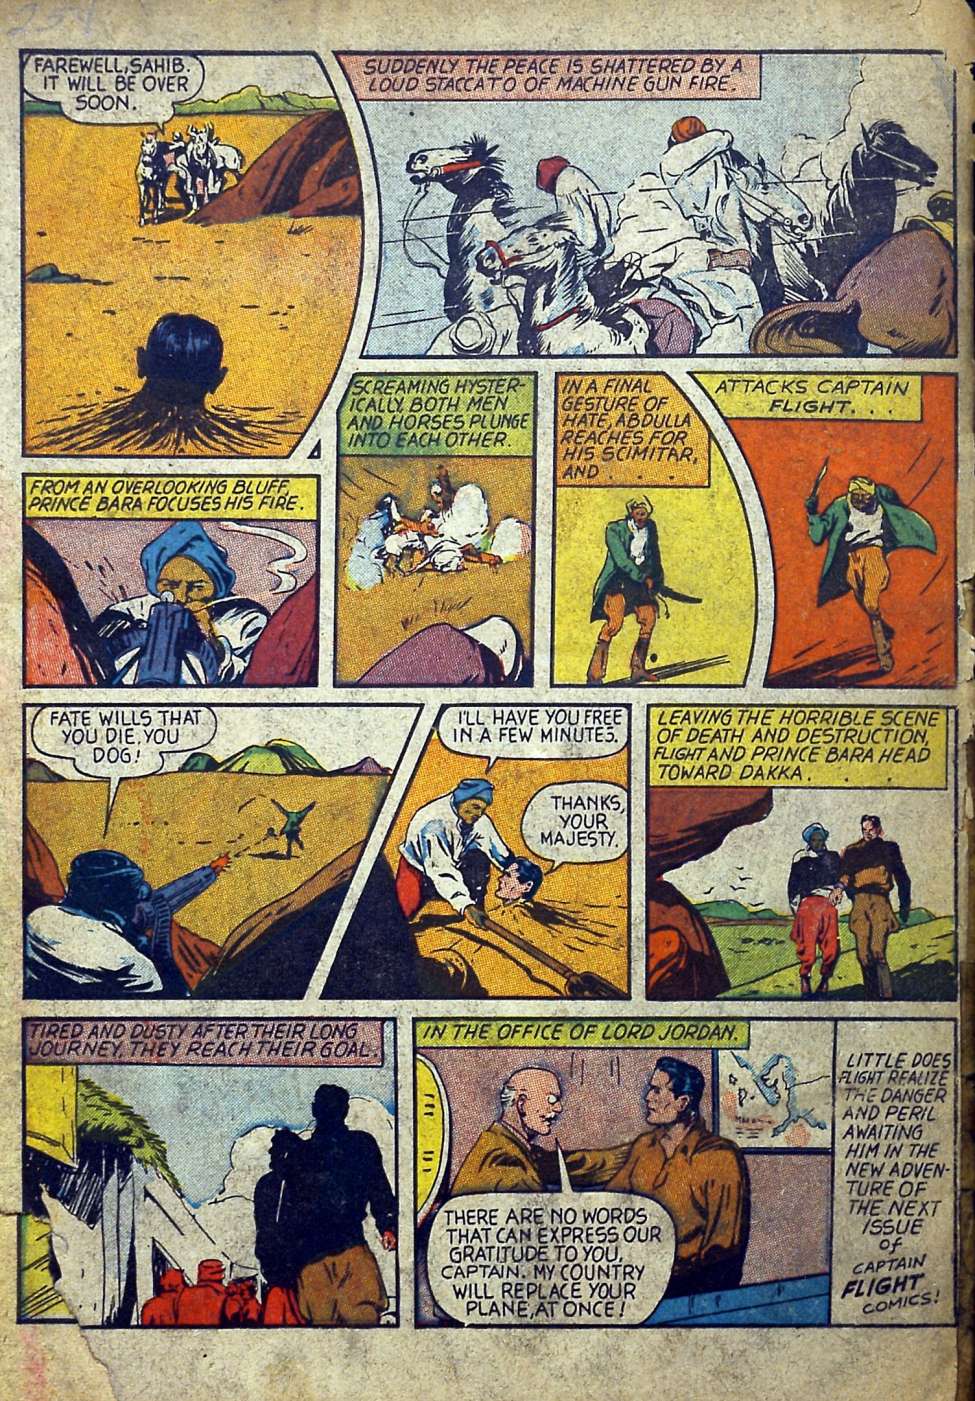 254
FAREWELL, SAHIB.
IT WILL BE OVER
SOON.
SUDDENLY THE PEACE IS SHATTERED BY A
LOUD STACCATO OF MACHINE GUN FIRE.
FROM AN OVERLOOKING BLUFF,
PRINCE BARA FOCUSES HIS FIRE.
SCREAMING HYSTER-
ICALLY, BOTH MEN
AND HORSES PLUNGE
INTO EACH OTHER.
IN A FINAL
GESTURE OF
HATE, ABDULLA
REACHES FOR
HIS SCIMITAR,
AND . . . .
ATTACKS CAPTAIN
FLIGHT. . . .
FATE WILLS THAT
YOU DIE, YOU
DOG!
I'LL HAVE YOU FREE
IN A FEW MINUTES.
THANKS,
YOUR
MAJESTY.
LEAVING THE HORRIBLE SCENE
OF DEATH AND DESTRUCTION,
FLIGHT AND PRINCE BARA HEAD
TOWARD DAKKA. . . . .
TIRED AND DUSTY AFTER THEIR LONG
JOURNEY, THEY REACH THEIR GOAL.
IN THE OFFICE OF LORD JORDAN.
THERE ARE NO WORDS
THAT CAN EXPRESS OUR
GRATITUDE TO YOU,
CAPTAIN. MY COUNTRY
WILL REPLACE YOUR
PLANE, AT ONCE!
LITTLE DOES
FLIGHT REALIZE
THE DANGER
AND PERIL
AWAITING
HIM IN THE
NEW ADVEN-
TURE OF
THE NEXT
ISSUE
of
CAPTAIN
FLIGHT
COMICS!